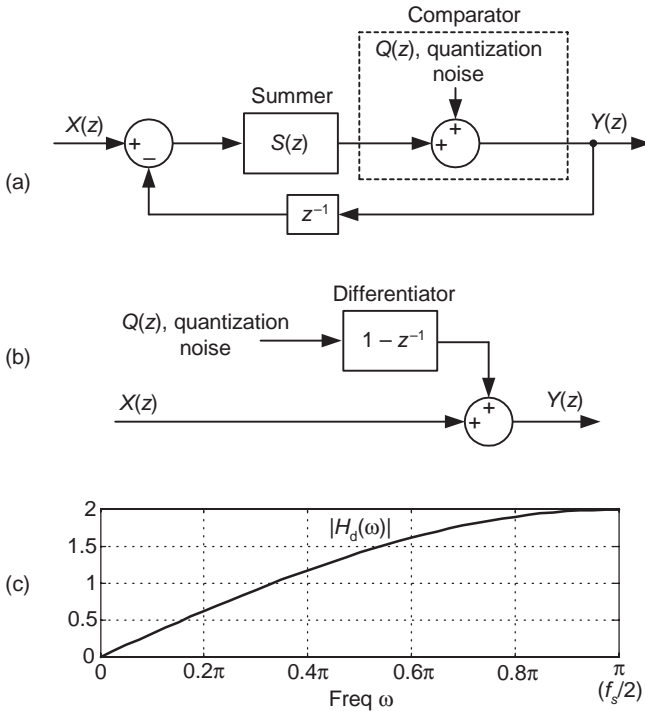 Comparator
Q(z), quantization
noise
Summer
X(z)
+
–
S(z)
+
+
Y(z)
(a)
z⁻¹
Differentiator
Q(z), quantization
noise
1 – z⁻¹
(b)
X(z)
+
+
Y(z)
2
|H_d(ω)|
1.5
(c)
1
0.5
0
0 0.2π 0.4π 0.6π 0.8π π
Freq ω
(f_s/2)